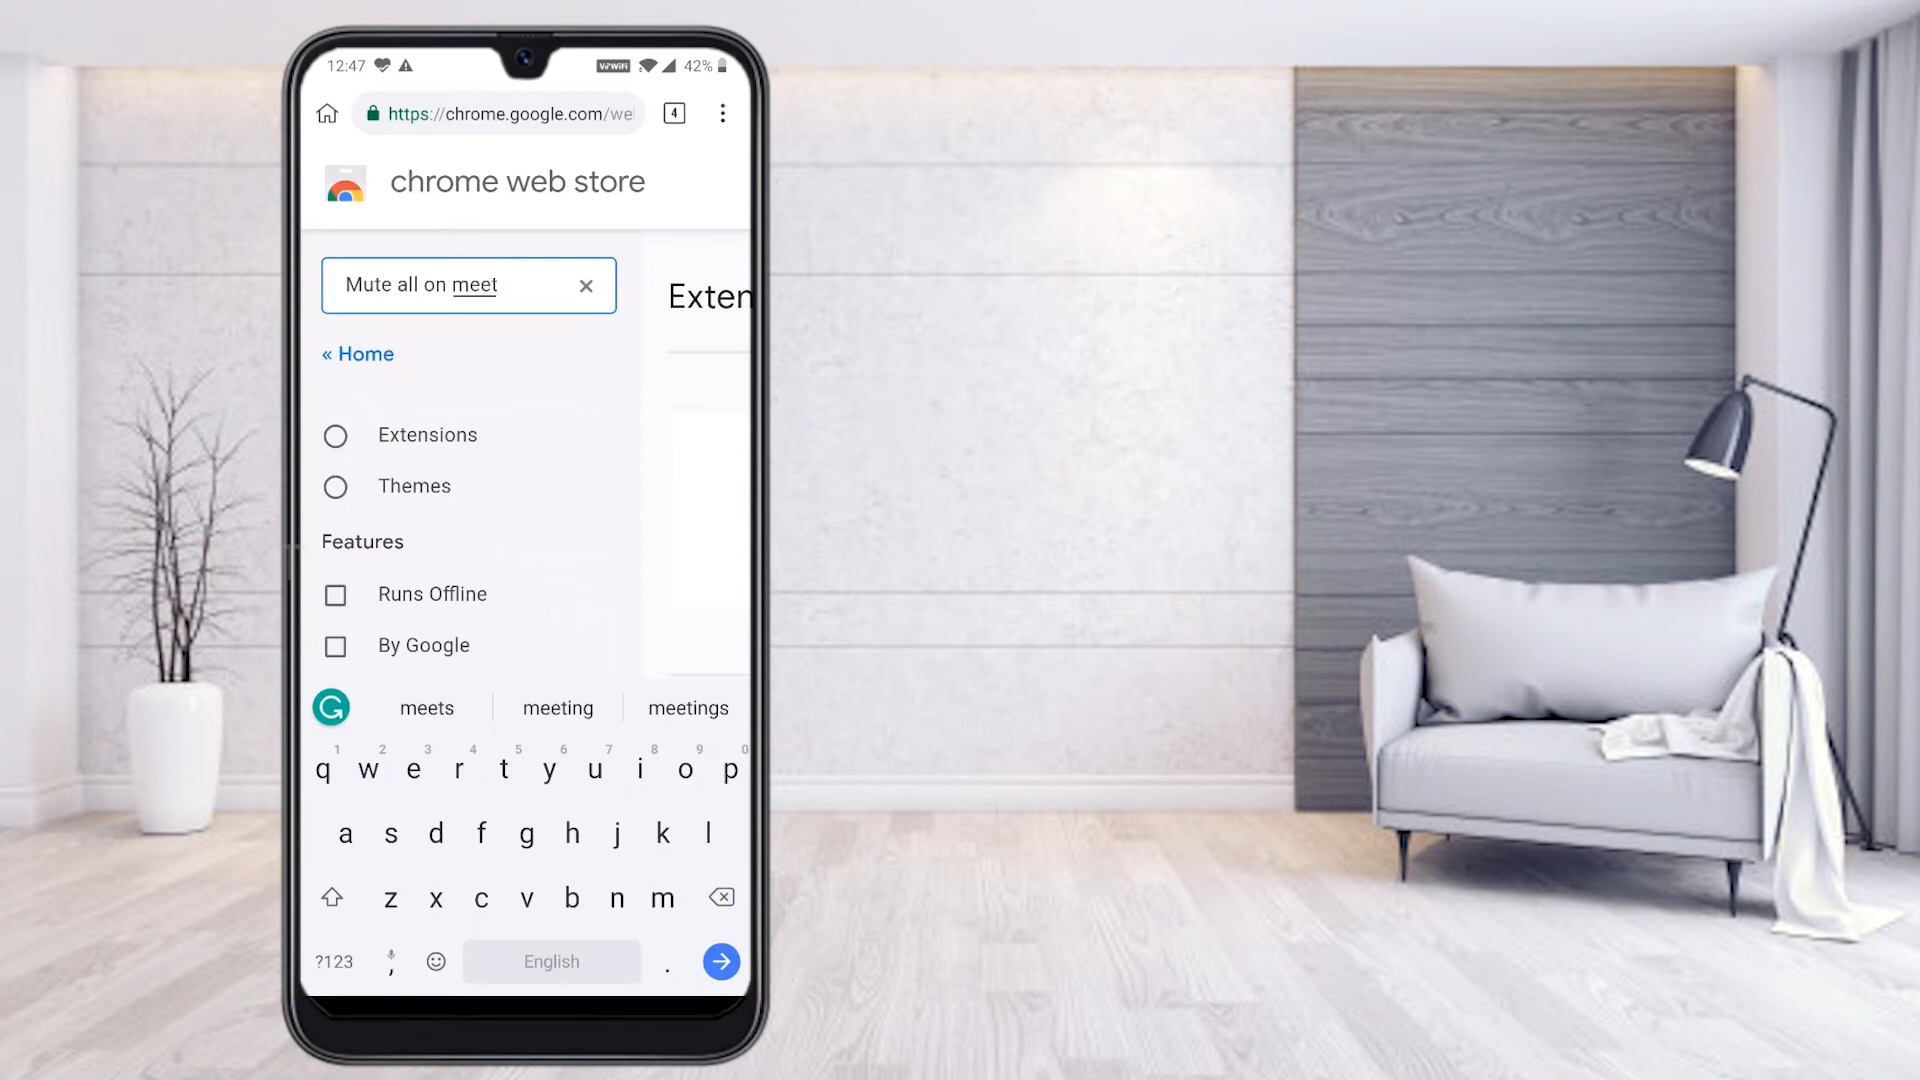 12:47 VoWiFi 42%
https://chrome.google.com/we
4
chrome web store
Mute all on meet
Exten
« Home
Extensions
Themes
Features
Runs Offline
By Google
meets meeting meetings
1 2 3 4 5 6 7 8 9 0
q w e r t y u i o p
a s d f g h j k l
z x c v b n m
?123 , English .